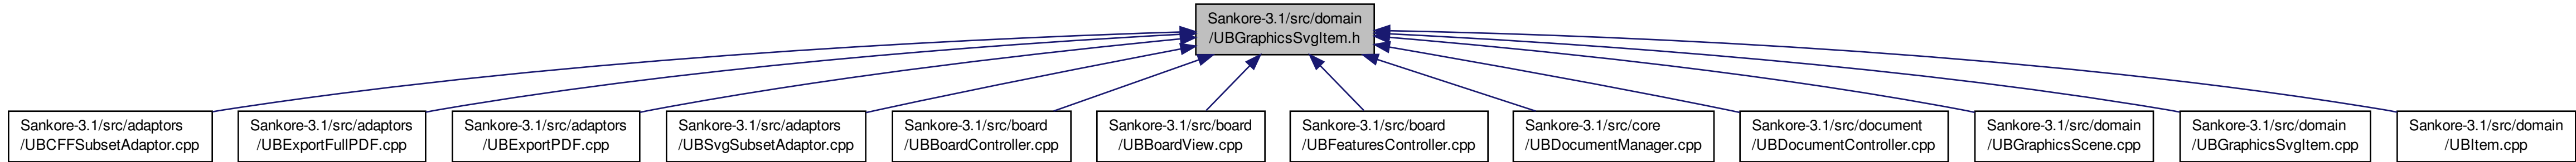 Sankore-3.1/src/domain
/UBGraphicsSvgItem.h
Sankore-3.1/src/adaptors
/UBCFFSubsetAdaptor.cpp
Sankore-3.1/src/adaptors
/UBExportFullPDF.cpp
Sankore-3.1/src/adaptors
/UBExportPDF.cpp
Sankore-3.1/src/adaptors
/UBSvgSubsetAdaptor.cpp
Sankore-3.1/src/board
/UBBoardController.cpp
Sankore-3.1/src/board
/UBBoardView.cpp
Sankore-3.1/src/board
/UBFeaturesController.cpp
Sankore-3.1/src/core
/UBDocumentManager.cpp
Sankore-3.1/src/document
/UBDocumentController.cpp
Sankore-3.1/src/domain
/UBGraphicsScene.cpp
Sankore-3.1/src/domain
/UBGraphicsSvgItem.cpp
Sankore-3.1/src/domain
/UBItem.cpp